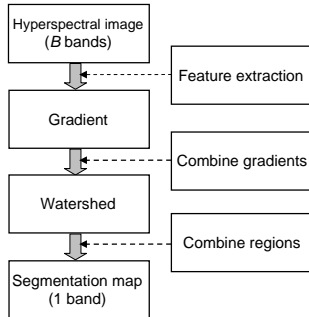 Hyperspectral image
(B bands)
Feature extraction
Gradient
Combine gradients
Watershed
Combine regions
Segmentation map
(1 band)